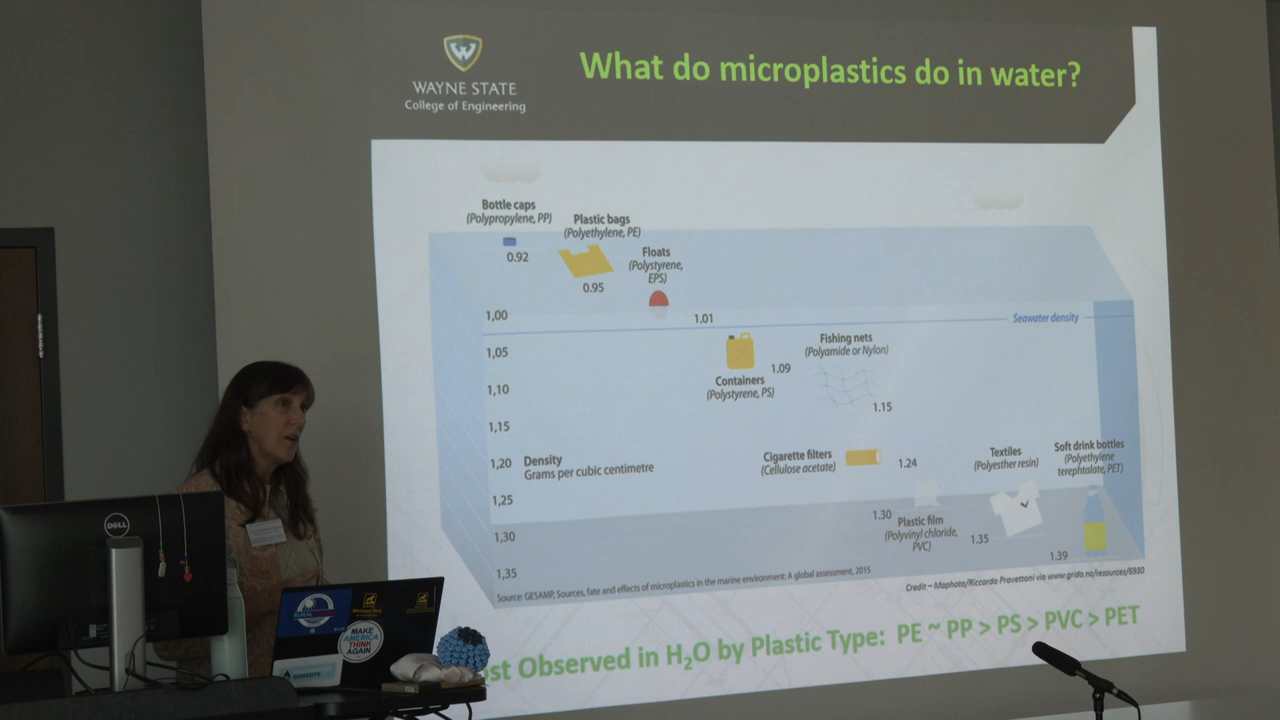 WAYNE STATE
College of Engineering
What do microplastics do in water?
Bottle caps
(Polypropylene, PP)
0.92
Plastic bags
(Polyethylene, PE)
0.95
Floats
(Polystyrene,
EPS)
1.01
Seawater density
1,00
1,05
1,10
1,15
1,20
1,25
1,30
1,35
Density
Grams per cubic centimetre
Containers
(Polystyrene, PS)
1.09
Fishing nets
(Polyamide or Nylon)
1.15
Cigarette filters
(Cellulose acetate)
1.24
Plastic film
(Polyvinyl chloride,
PVC)
1.30
Textiles
(Polyesther resin)
1.35
Soft drink bottles
(Polyethylene
terephtalate, PET)
1.39
Source: GESAMP, Sources, fate and effects of microplastics in the marine environment: A global assessment, 2015
Credit – Maphoto/Riccardo Pravettoni via www.grida.no/resources/6930
st Observed in H₂O by Plastic Type: PE ~ PP > PS > PVC > PET
DELL
RURAL
MAKE
AMERICA
THINK
AGAIN
OURVOTE